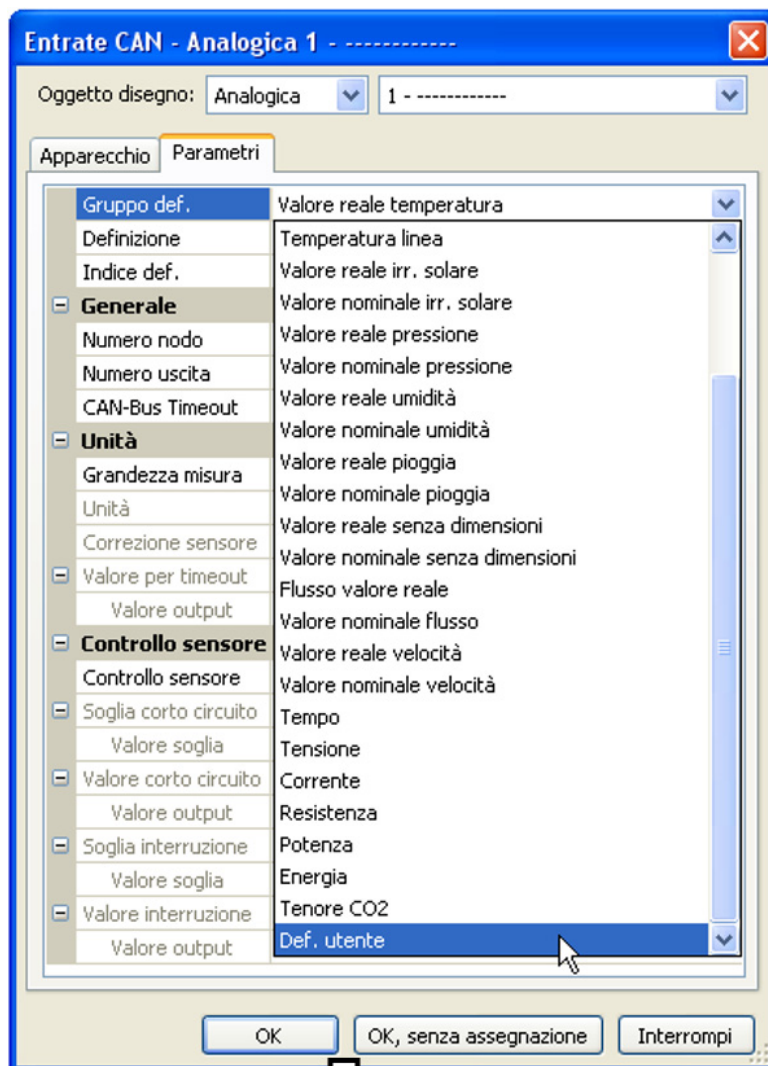 Entrate CAN - Analogica 1 - ------------
Oggetto disegno: Analogica 1 - ------------
Apparecchio Parametri
Gruppo def. Valore reale temperatura
Definizione Temperatura linea
Indice def. Valore reale irr. solare
Generale Valore nominale irr. solare
Numero nodo Valore reale pressione
Numero uscita Valore nominale pressione
CAN-Bus Timeout Valore reale umidità
Unità Valore nominale umidità
Grandezza misura Valore reale pioggia
Unità Valore nominale pioggia
Correzione sensore Valore reale senza dimensioni
Valore per timeout Valore nominale senza dimensioni
Valore output Flusso valore reale
Controllo sensore Valore nominale flusso
Controllo sensore Valore reale velocità
Valore nominale velocità
Soglia corto circuito Tempo
Valore soglia Tensione
Valore corto circuito Corrente
Valore output Resistenza
Soglia interruzione Potenza
Valore soglia Energia
Valore interruzione Tenore CO2
Valore output Def. utente
OK OK, senza assegnazione Interrompi